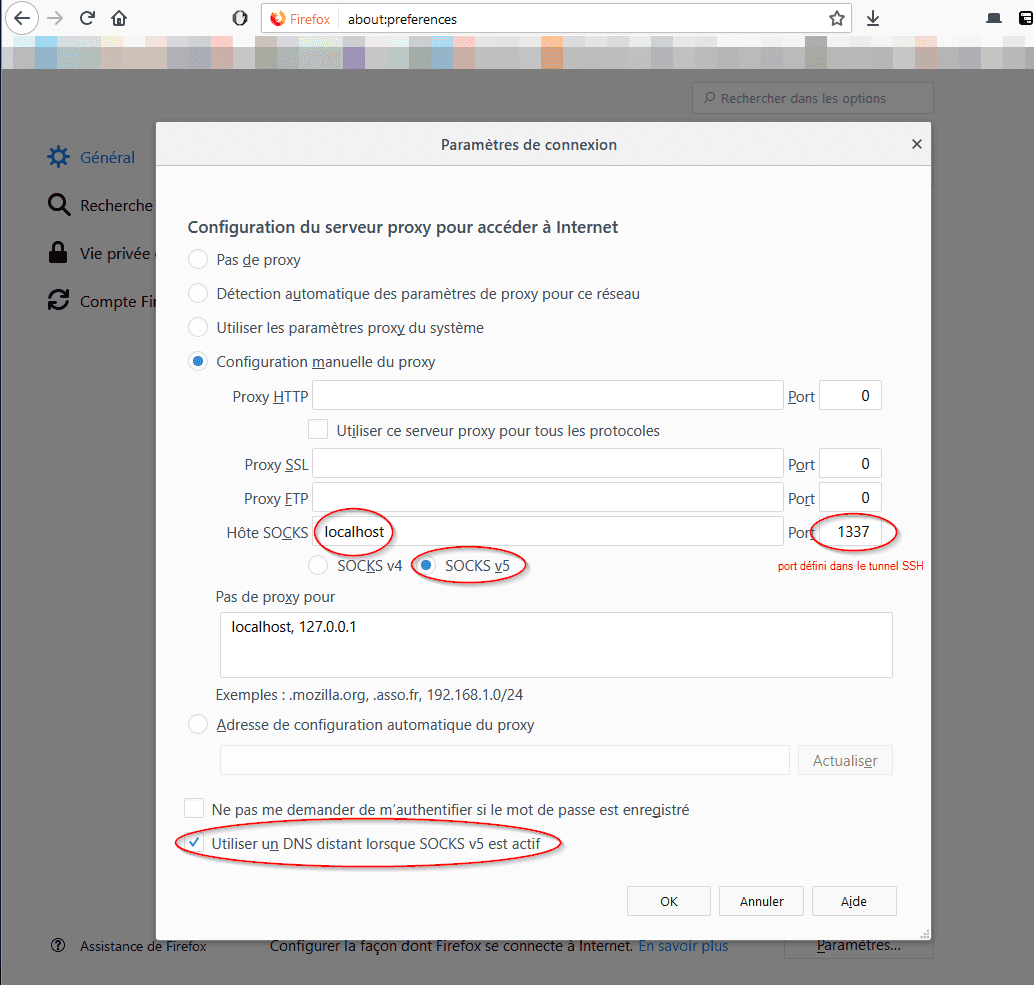 Firefox about:preferences
Rechercher dans les options
Paramètres de connexion
Général
Recherche
Vie privée
Compte Fi
Configuration du serveur proxy pour accéder à Internet
Pas de proxy
Détection automatique des paramètres de proxy pour ce réseau
Utiliser les paramètres proxy du système
Configuration manuelle du proxy
Proxy HTTP Port 0
Utiliser ce serveur proxy pour tous les protocoles
Proxy SSL Port 0
Proxy FTP Port 0
Hôte SOCKS localhost Port 1337
SOCKS v4 SOCKS v5 port défini dans le tunnel SSH
Pas de proxy pour
localhost, 127.0.0.1
Exemples : .mozilla.org, .asso.fr, 192.168.1.0/24
Adresse de configuration automatique du proxy
Actualiser
Ne pas me demander de m’authentifier si le mot de passe est enregistré
Utiliser un DNS distant lorsque SOCKS v5 est actif
OK Annuler Aide
Assistance de Firefox Configurer la façon dont Firefox se connecte à Internet. En savoir plus Paramètres...